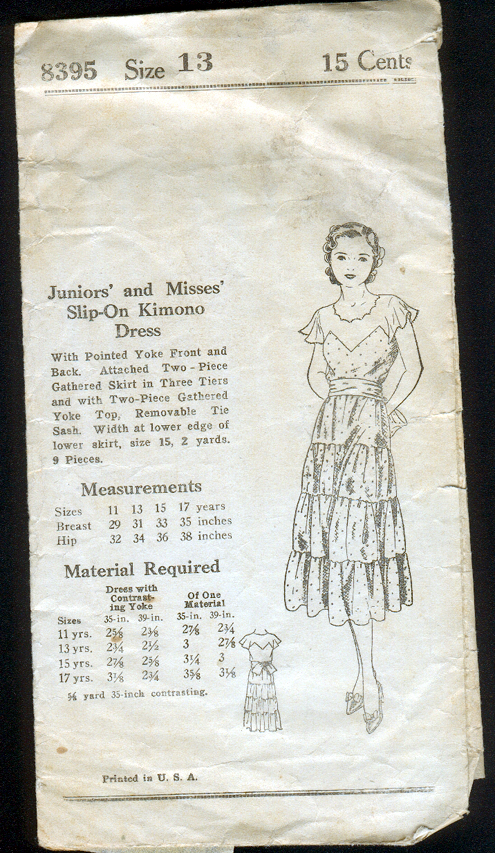 8395 Size 13 15 Cents
Juniors' and Misses'
Slip-On Kimono
Dress
With Pointed Yoke Front and
Back. Attached Two-Piece
Gathered Skirt in Three Tiers
and with Two-Piece Gathered
Yoke Top, Removable Tie
Sash. Width at lower edge of
lower skirt, size 15, 2 yards.
9 Pieces.
Measurements
Sizes 11 13 15 17 years
Breast 29 31 33 35 inches
Hip 32 34 36 38 inches
Material Required
Dress with
Contrast-
ing Yoke
Of One
Material
Sizes 35-in. 39-in. 35-in. 39-in.
11 yrs. 2⅝ 2⅜ 2⅞ 2¾
13 yrs. 2¾ 2½ 3 2⅞
15 yrs. 2⅞ 2⅝ 3¼ 3
17 yrs. 3⅛ 2¾ 3⅝ 3⅛
⅝ yard 35-inch contrasting.
Printed in U. S. A.